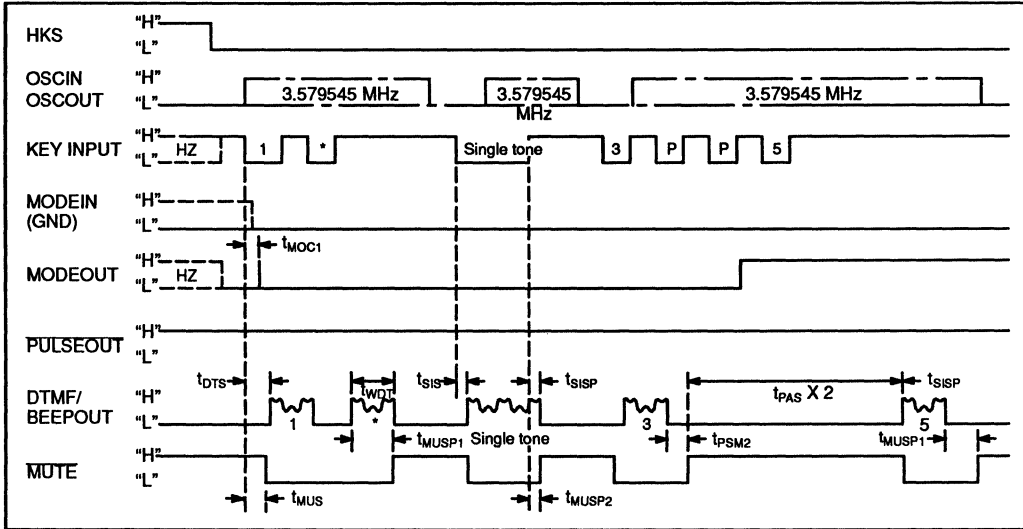 HKS "H"
"L"
OSCIN "H"
OSCOUT "L" 3.579545 MHz 3.579545 MHz 3.579545 MHz
KEY INPUT "H" "L" HZ 1 * Single tone 3 P P 5
MODEIN "H"
(GND) "L"
tMOC1
MODEOUT "H" "L" HZ
PULSEOUT "H"
"L"
tDTS tWDT tSIS tSISP tPAS X 2 tSISP
DTMF/ "H"
BEEPOUT "L" 1 * 3 5
tMUSP1 Single tone tPSM2 tMUSP1
MUTE "H"
"L"
tMUS tMUSP2